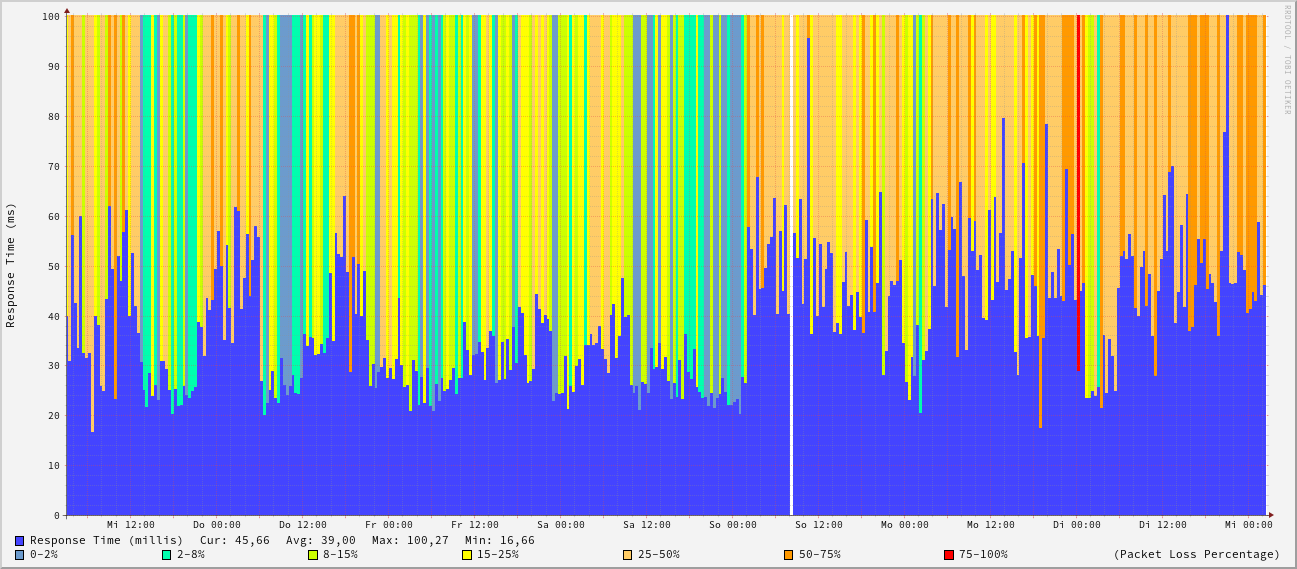 RRDTOOL / TOBI OETIKER
Response Time (ms)
100
90
80
70
60
50
40
30
20
10
0
Mi 12:00 Do 00:00 Do 12:00 Fr 00:00 Fr 12:00 Sa 00:00 Sa 12:00 So 00:00 So 12:00 Mo 00:00 Mo 12:00 Di 00:00 Di 12:00 Mi 00:00
Response Time (millis) Cur: 45,66 Avg: 39,00 Max: 100,27 Min: 16,66
0-2% 2-8% 8-15% 15-25% 25-50% 50-75% 75-100% (Packet Loss Percentage)